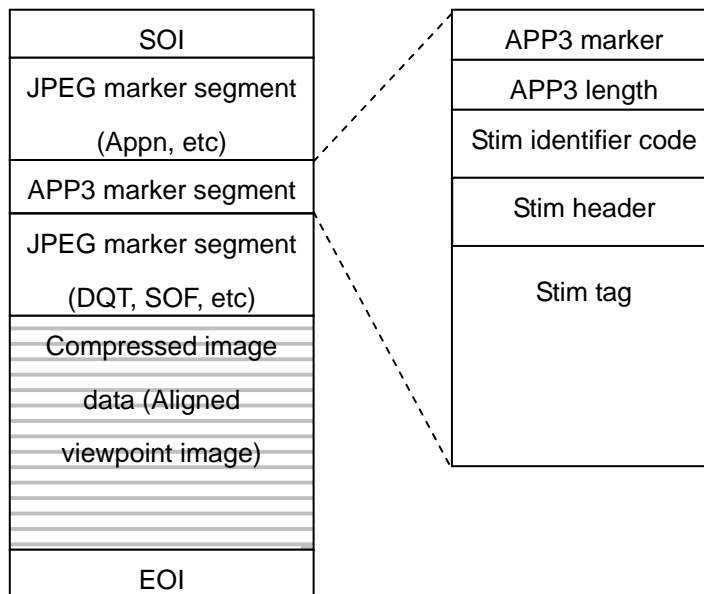 SOI
JPEG marker segment
(Appn, etc)
APP3 marker segment
JPEG marker segment
(DQT, SOF, etc)
Compressed image
data (Aligned
viewpoint image)
EOI
APP3 marker
APP3 length
Stim identifier code
Stim header
Stim tag